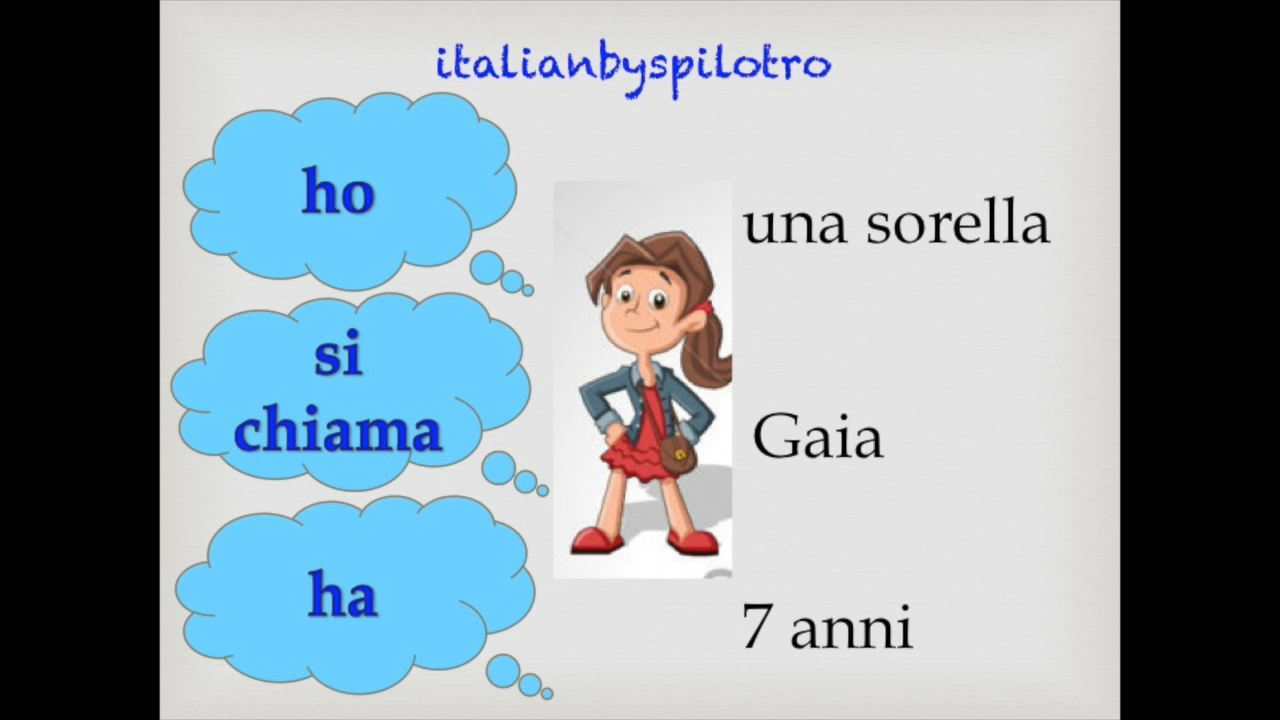 italianbyspilotro
ho
una sorella
si
chiama
Gaia
ha
7 anni